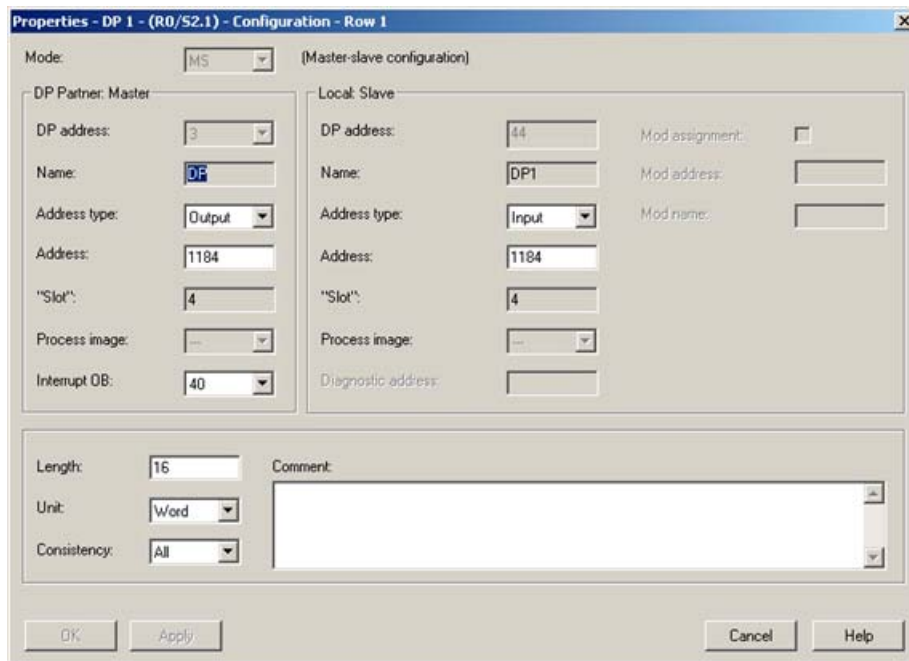 Properties - DP 1 - (R0/S2.1) - Configuration - Row 1
Mode: MS (Master-slave configuration)
DP Partner: Master
DP address: 3
Name: DP
Address type: Output
Address: 1184
"Slot": 4
Process image: ---
Interrupt OB: 40
Local: Slave
DP address: 44
Name: DP1
Address type: Input
Address: 1184
"Slot": 4
Process image: ---
Diagnostic address:
Mod assignment:
Mod address:
Mod name:
Length: 16
Unit: Word
Consistency: All
Comment:
OK Apply Cancel Help